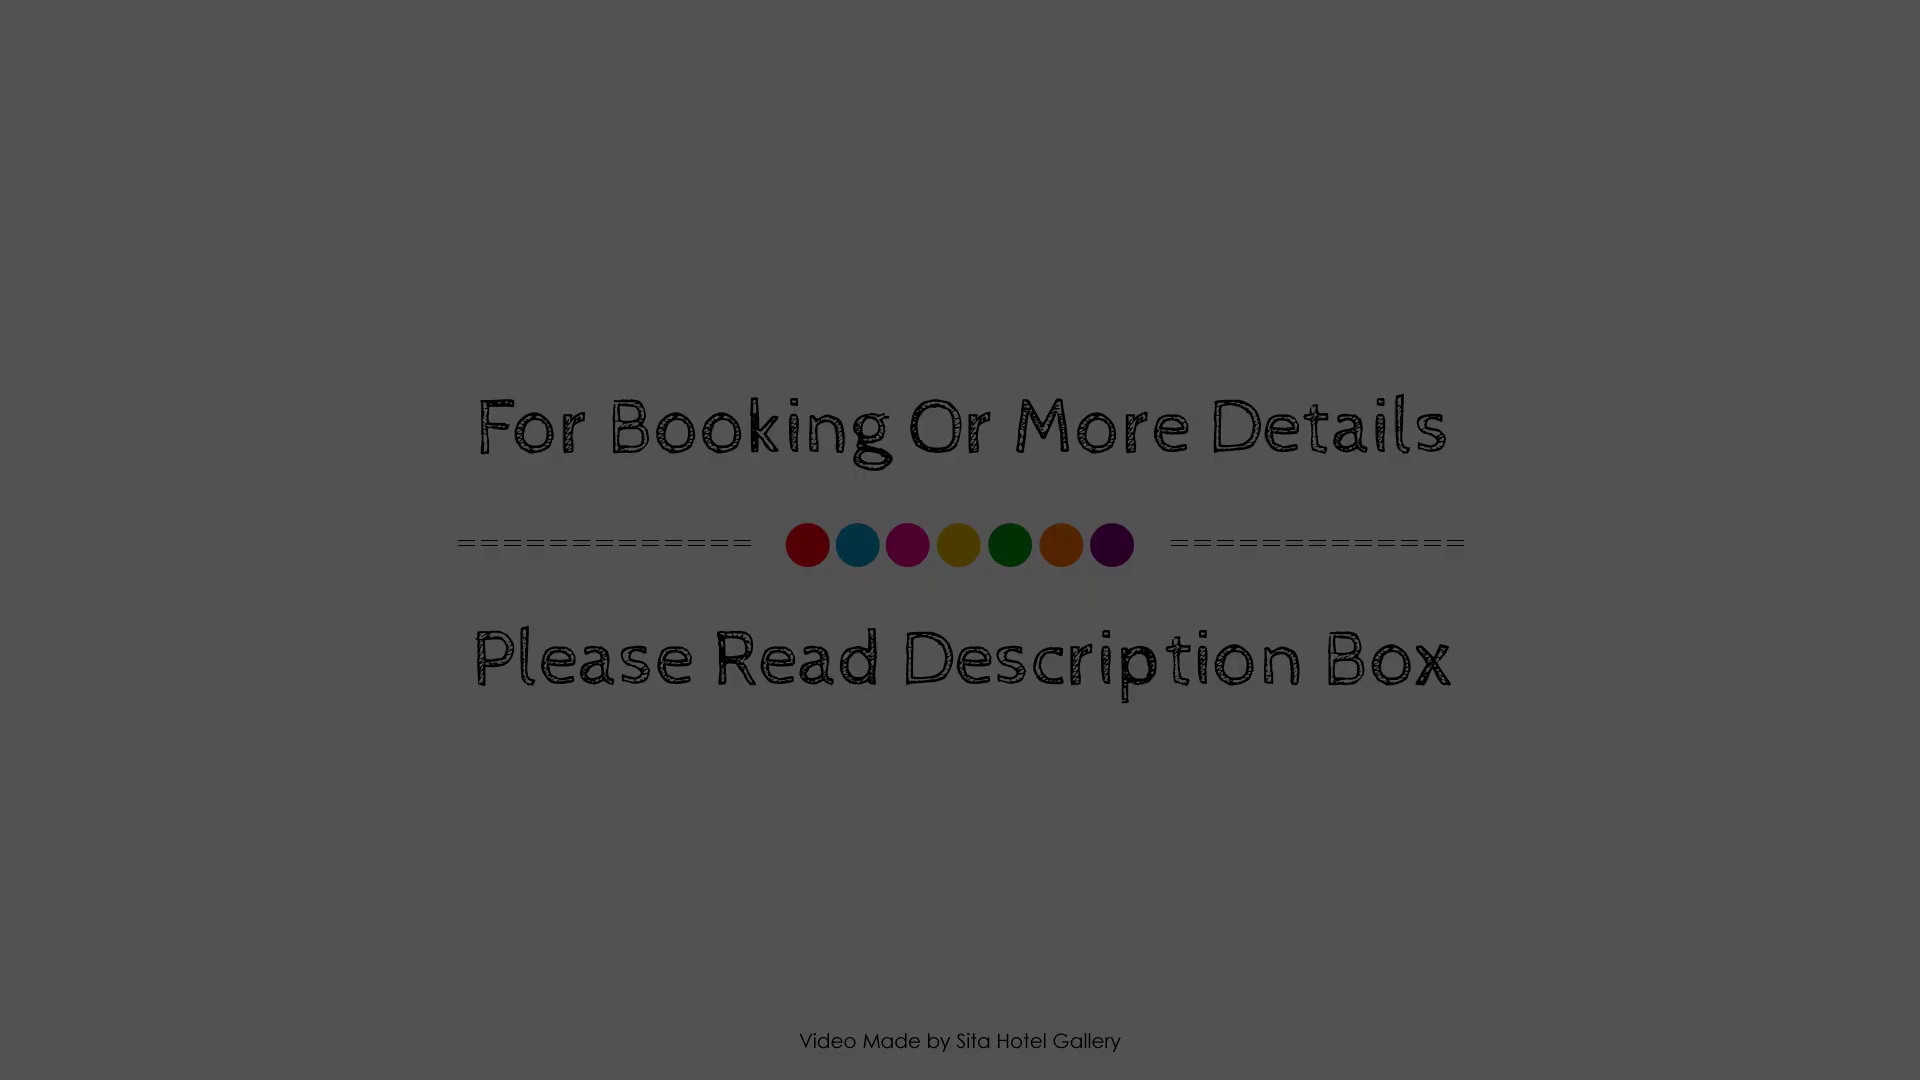 For Booking Or More Details
============= =============
Please Read Description Box
Video Made by Sita Hotel Gallery